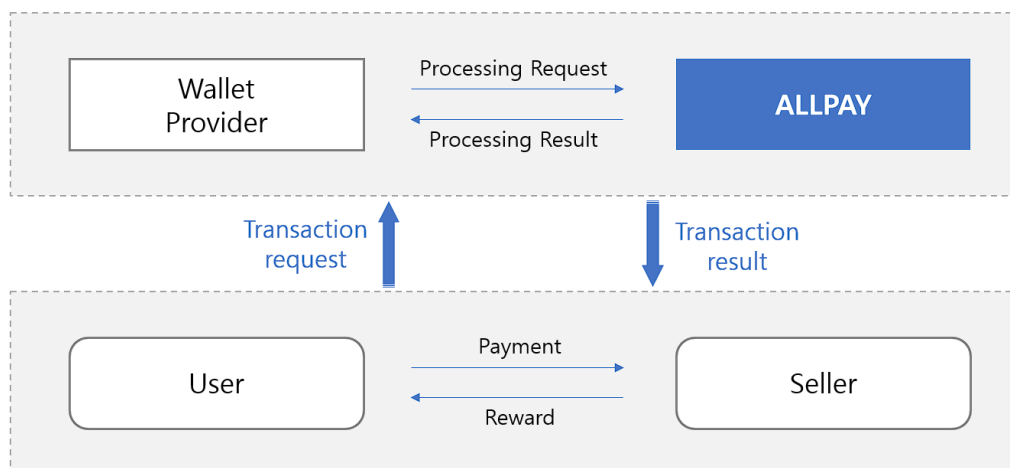 Wallet
Provider
Processing Request
Processing Result
ALLPAY
Transaction
request
Transaction
result
User
Payment
Reward
Seller